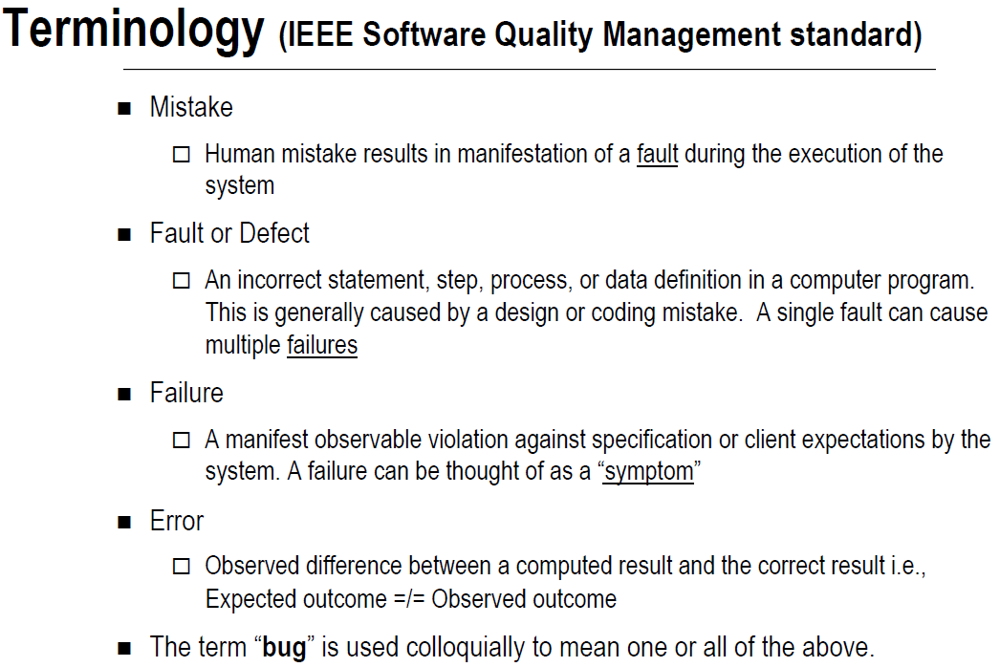 Terminology (IEEE Software Quality Management standard)
■ Mistake
□ Human mistake results in manifestation of a fault during the execution of the
system
■ Fault or Defect
□ An incorrect statement, step, process, or data definition in a computer program.
This is generally caused by a design or coding mistake.  A single fault can cause
multiple failures
■ Failure
□ A manifest observable violation against specification or client expectations by the
system. A failure can be thought of as a “symptom”
■ Error
□ Observed difference between a computed result and the correct result i.e.,
Expected outcome =/= Observed outcome
■ The term “bug” is used colloquially to mean one or all of the above.